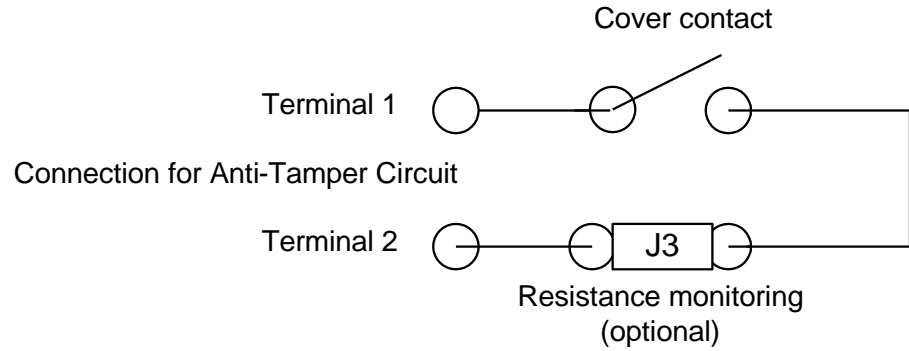 Cover contact
Terminal 1
Connection for Anti-Tamper Circuit
Terminal 2
J3
Resistance monitoring
(optional)